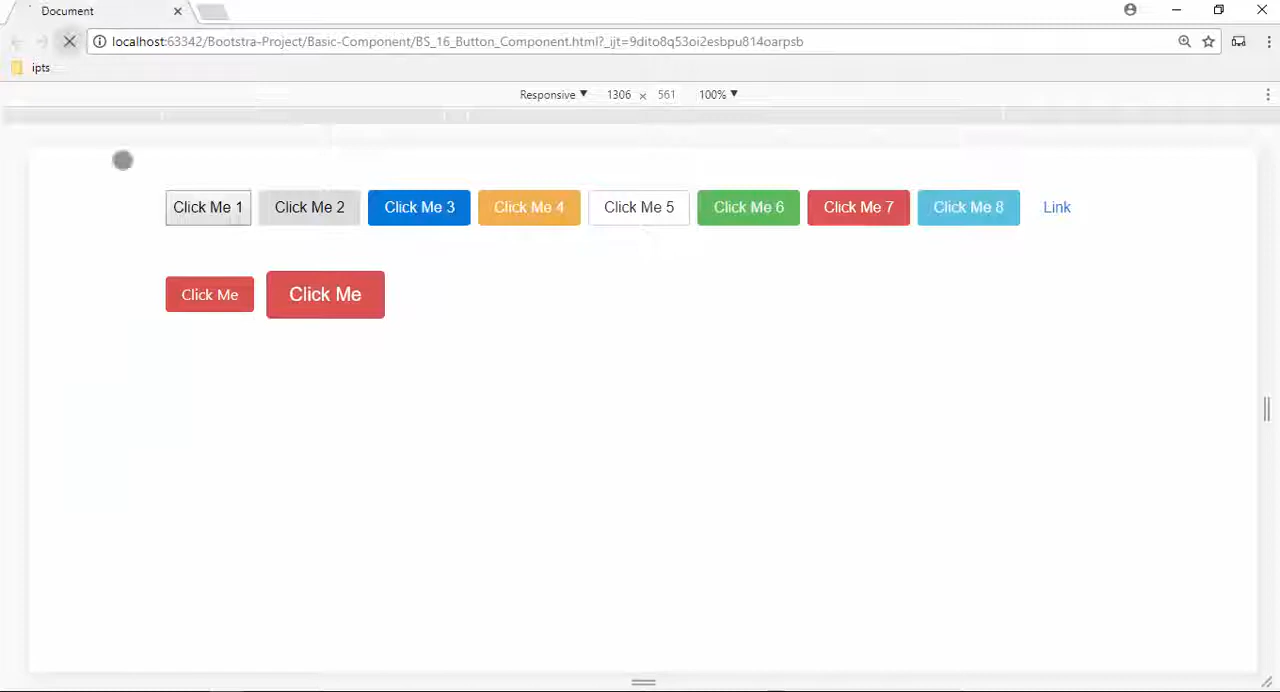 Document
localhost:63342/Bootstra-Project/Basic-Component/BS_16_Button_Component.html?_ijt=9dito8q53oi2esbpu814oarpsb
ipts
Responsive ▼ 1306 x 561 100% ▼
Click Me 1 Click Me 2 Click Me 3 Click Me 4 Click Me 5 Click Me 6 Click Me 7 Click Me 8 Link
Click Me Click Me